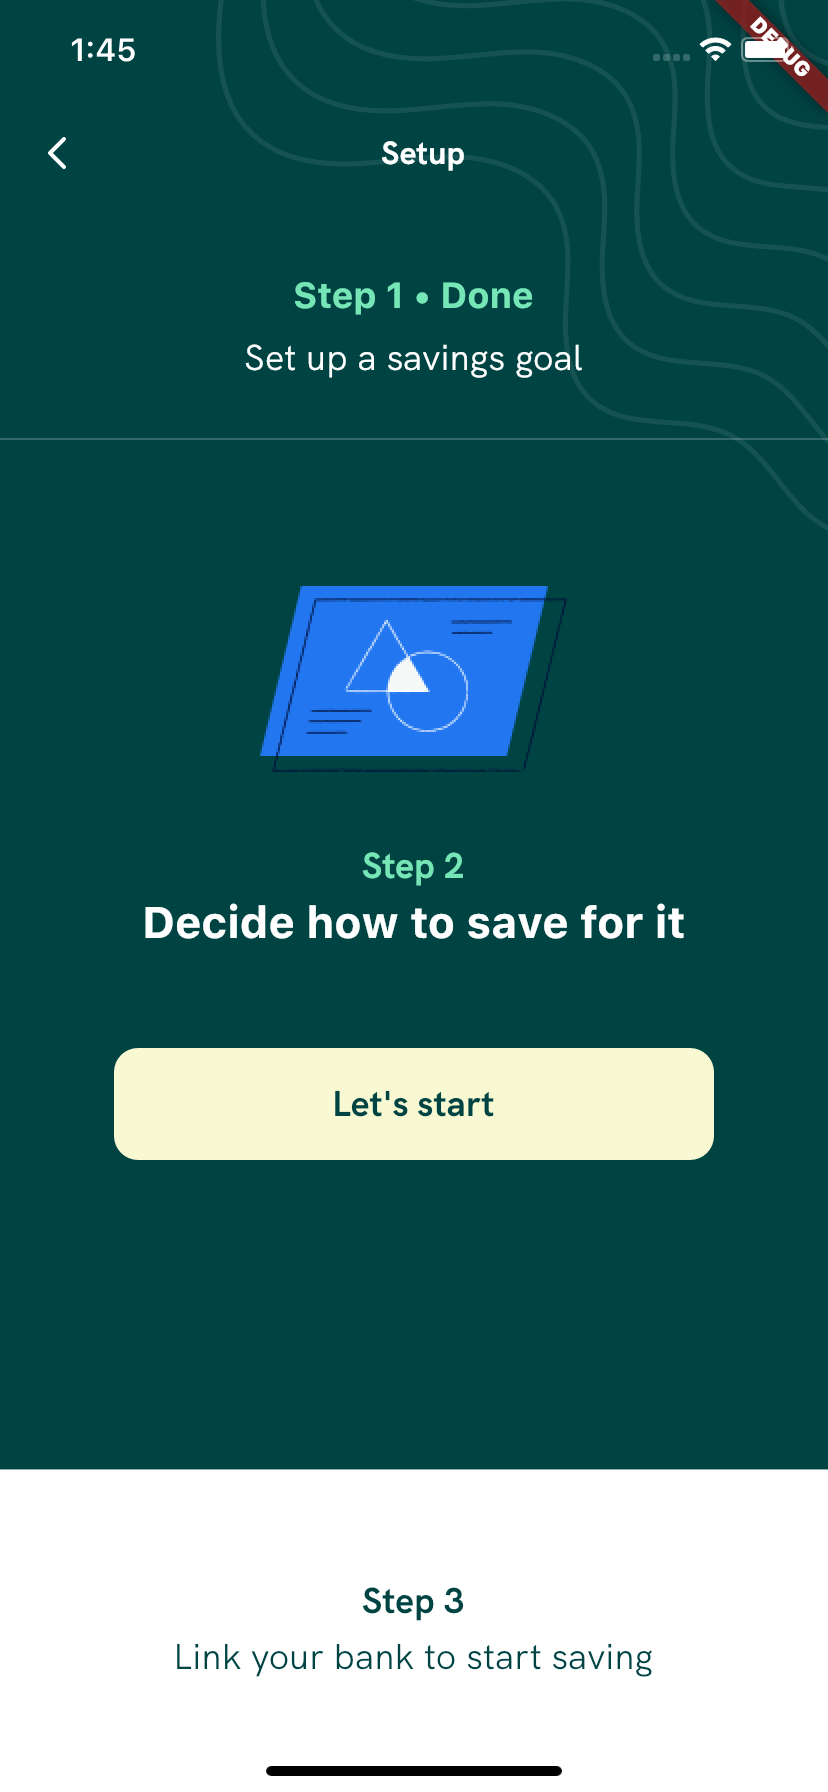 1:45
DEBUG
Setup
Step 1 • Done
Set up a savings goal
Step 2
Decide how to save for it
Let's start
Step 3
Link your bank to start saving